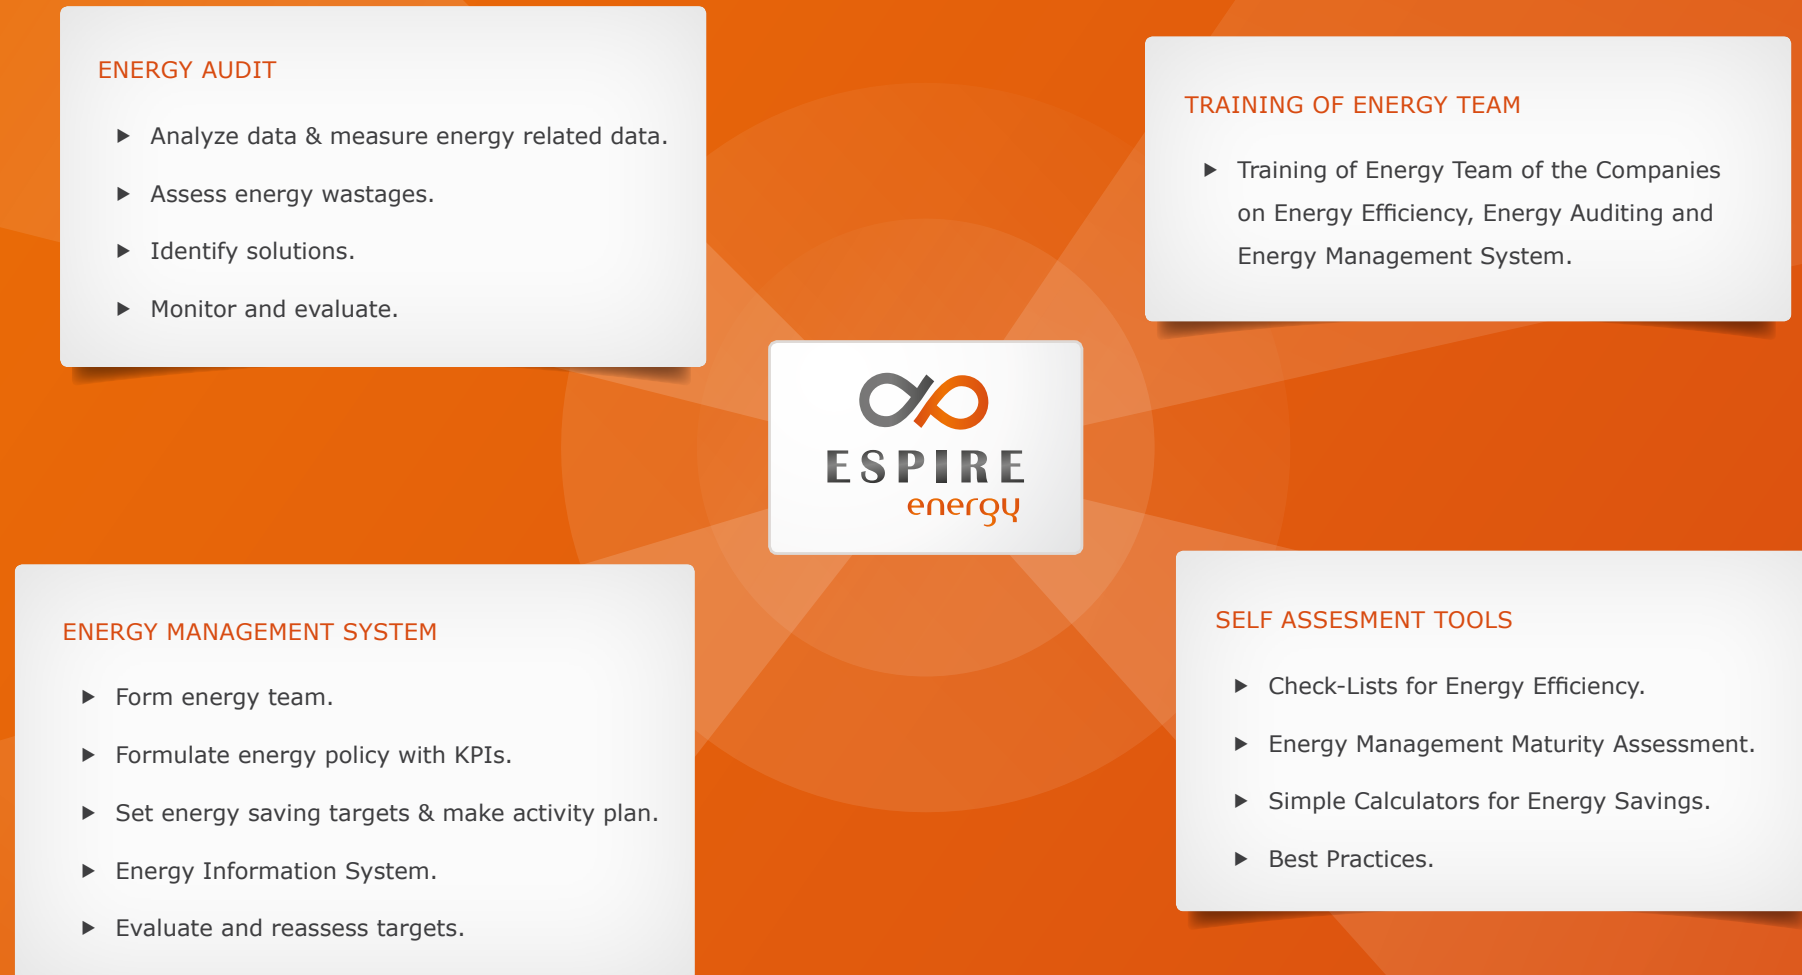 ENERGY AUDIT
Analyze data & measure energy related data.
Assess energy wastages.
Identify solutions.
Monitor and evaluate.
TRAINING OF ENERGY TEAM
Training of Energy Team of the Companies
on Energy Efficiency, Energy Auditing and
Energy Management System.
ESPIRE
energy
ENERGY MANAGEMENT SYSTEM
Form energy team.
Formulate energy policy with KPIs.
Set energy saving targets & make activity plan.
Energy Information System.
Evaluate and reassess targets.
SELF ASSESMENT TOOLS
Check-Lists for Energy Efficiency.
Energy Management Maturity Assessment.
Simple Calculators for Energy Savings.
Best Practices.